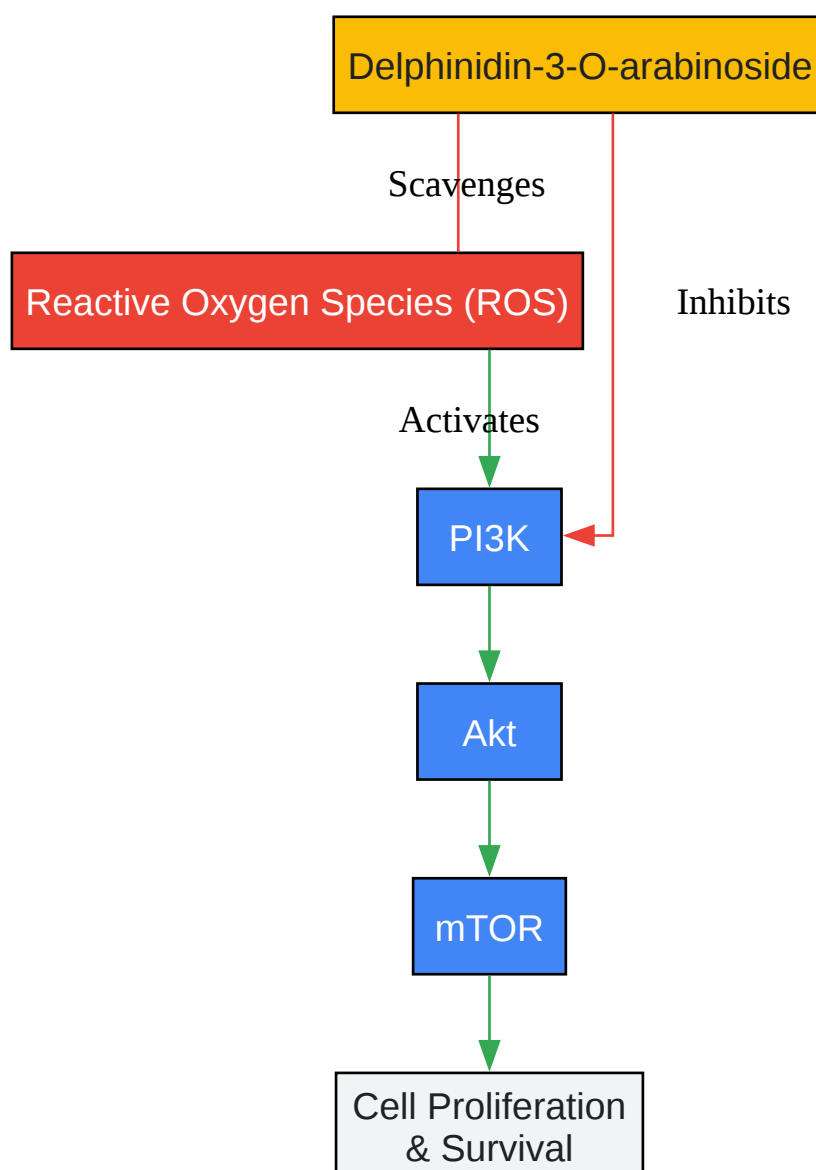 Delphinidin-3-O-arabinoside
Scavenges
Reactive Oxygen Species (ROS)
Inhibits
Activates
PI3K
Akt
mTOR
Cell Proliferation
& Survival